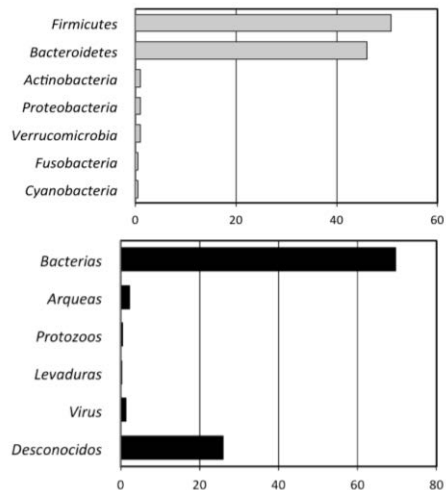 Firmicutes
Bacteroidetes
Actinobacteria
Proteobacteria
Verrucomicrobia
Fusobacteria
Cyanobacteria
0 20 40 60
Bacterias
Arqueas
Protozoos
Levaduras
Virus
Desconocidos
0 20 40 60 80